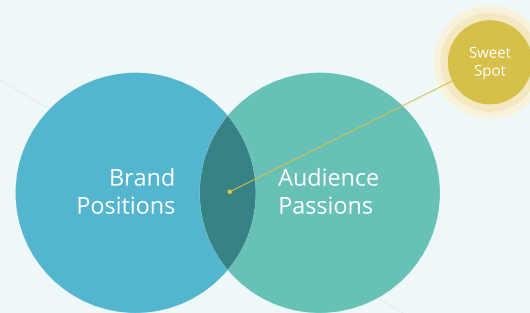 Sweet
Spot
Brand
Positions
Audience
Passions